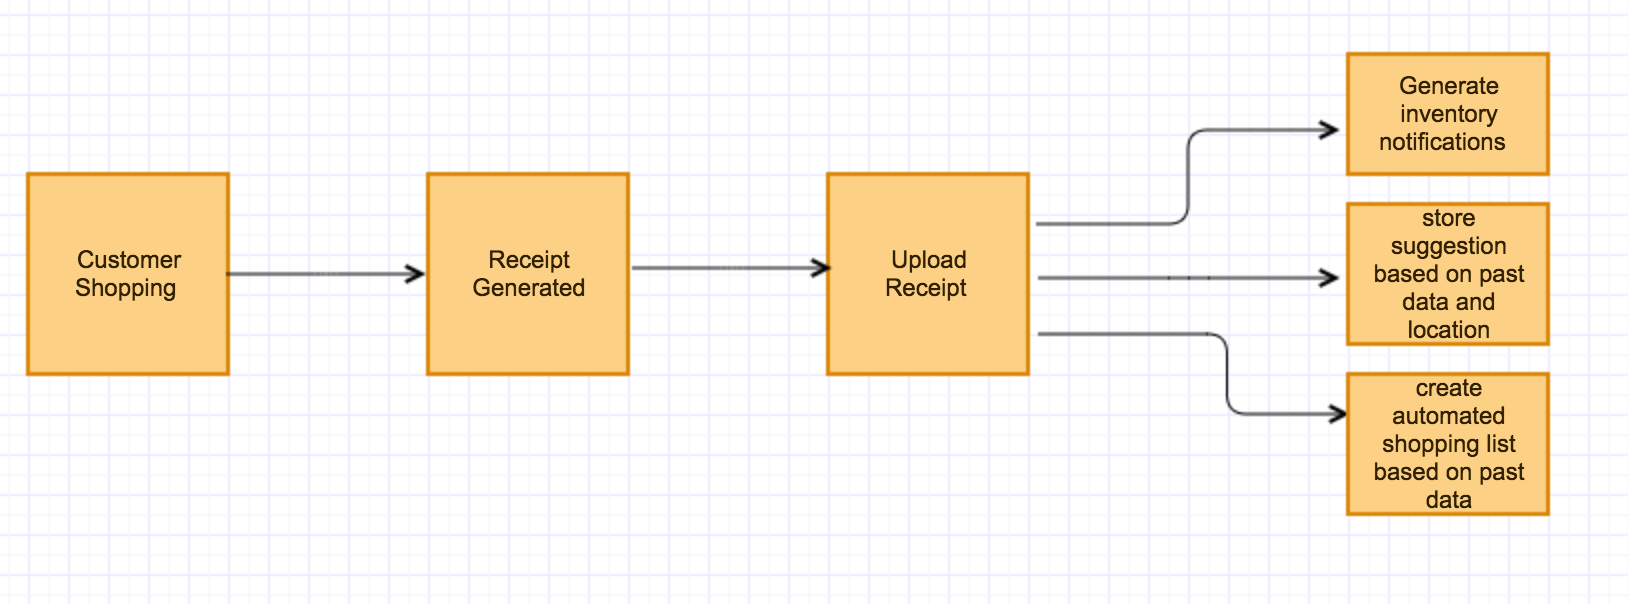 Customer
Shopping
Receipt
Generated
Upload
Receipt
Generate
inventory
notifications
store
suggestion
based on past
data and
location
create
automated
shopping list
based on past
data